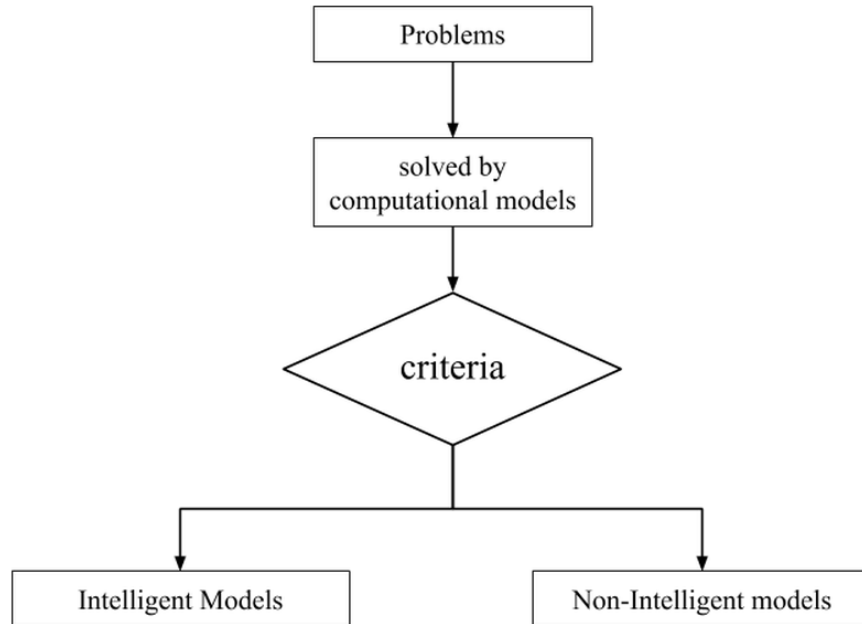 Problems
solved by
computational models
criteria
Intelligent Models
Non-Intelligent models